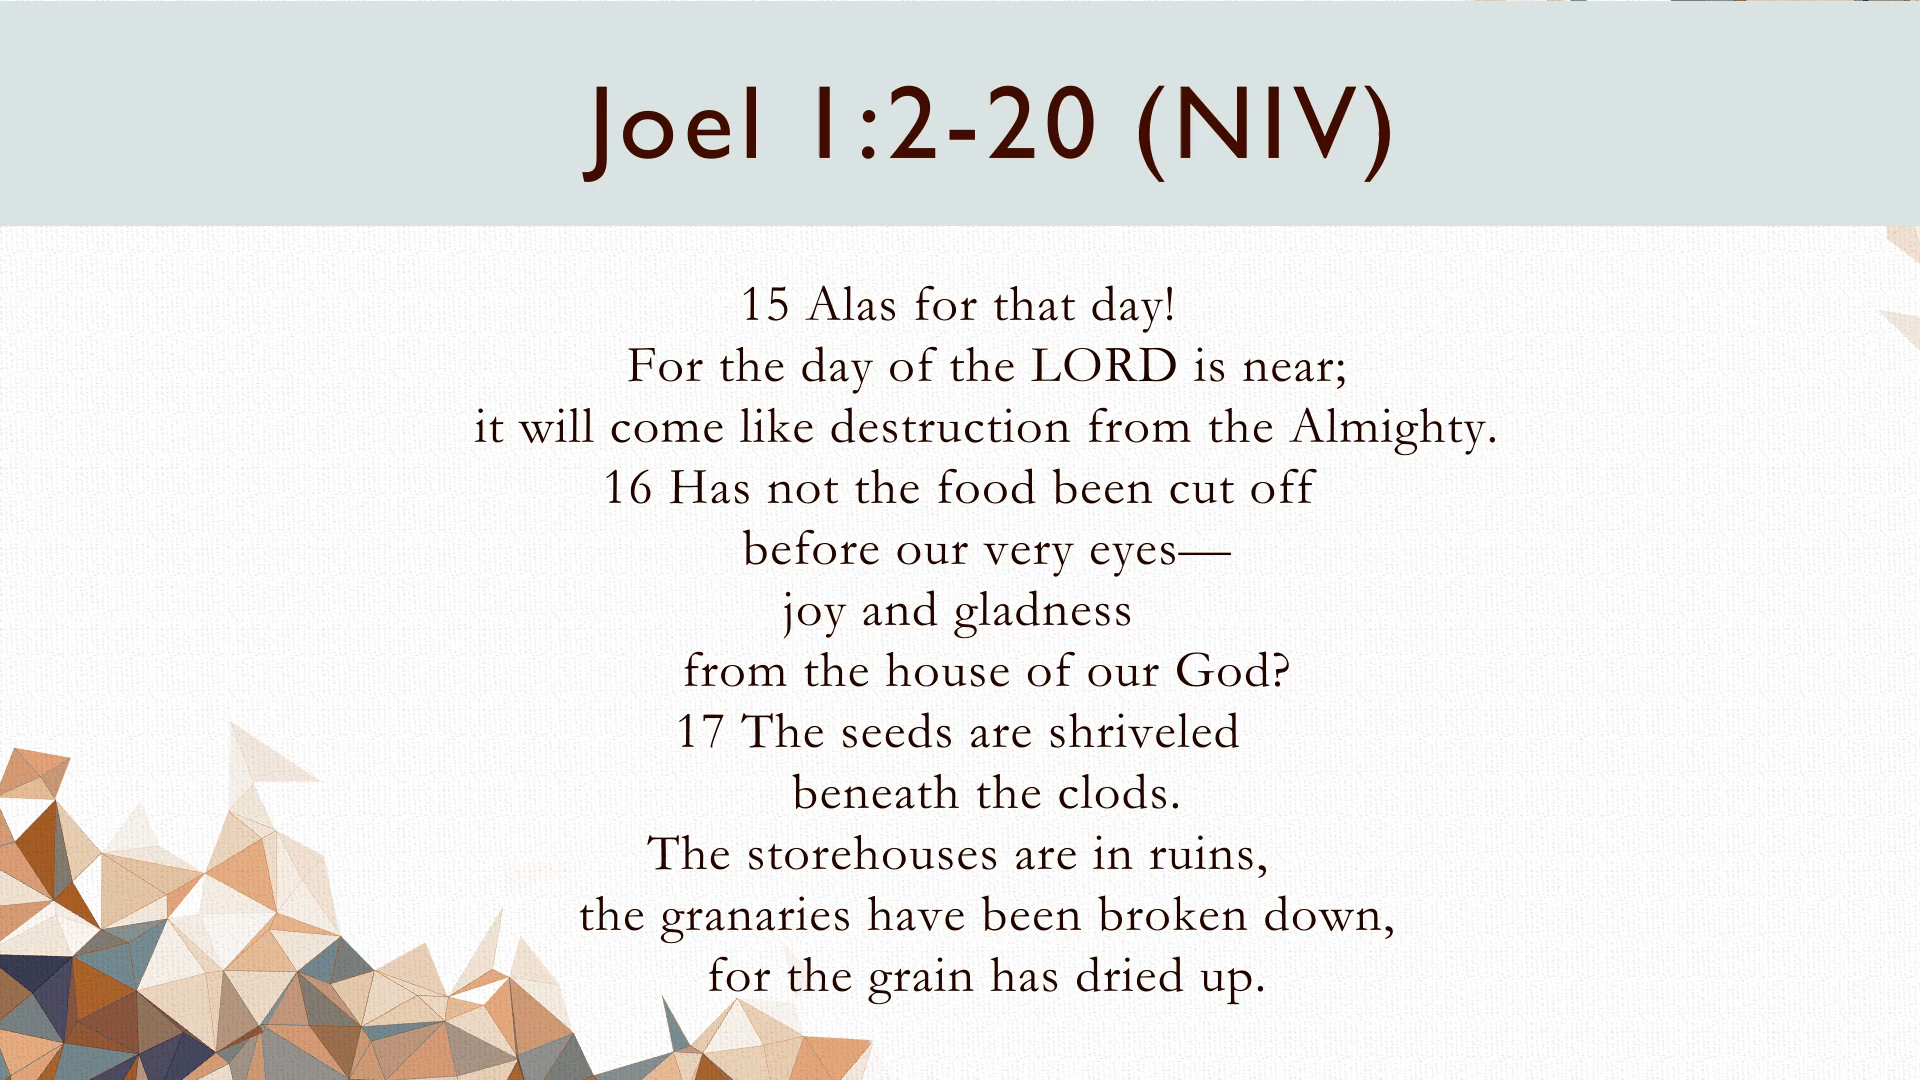 Joel 1:2-20 (NIV)
15 Alas for that day!
For the day of the LORD is near;
it will come like destruction from the Almighty.
16 Has not the food been cut off
before our very eyes—
joy and gladness
from the house of our God?
17 The seeds are shriveled
beneath the clods.
The storehouses are in ruins,
the granaries have been broken down,
for the grain has dried up.